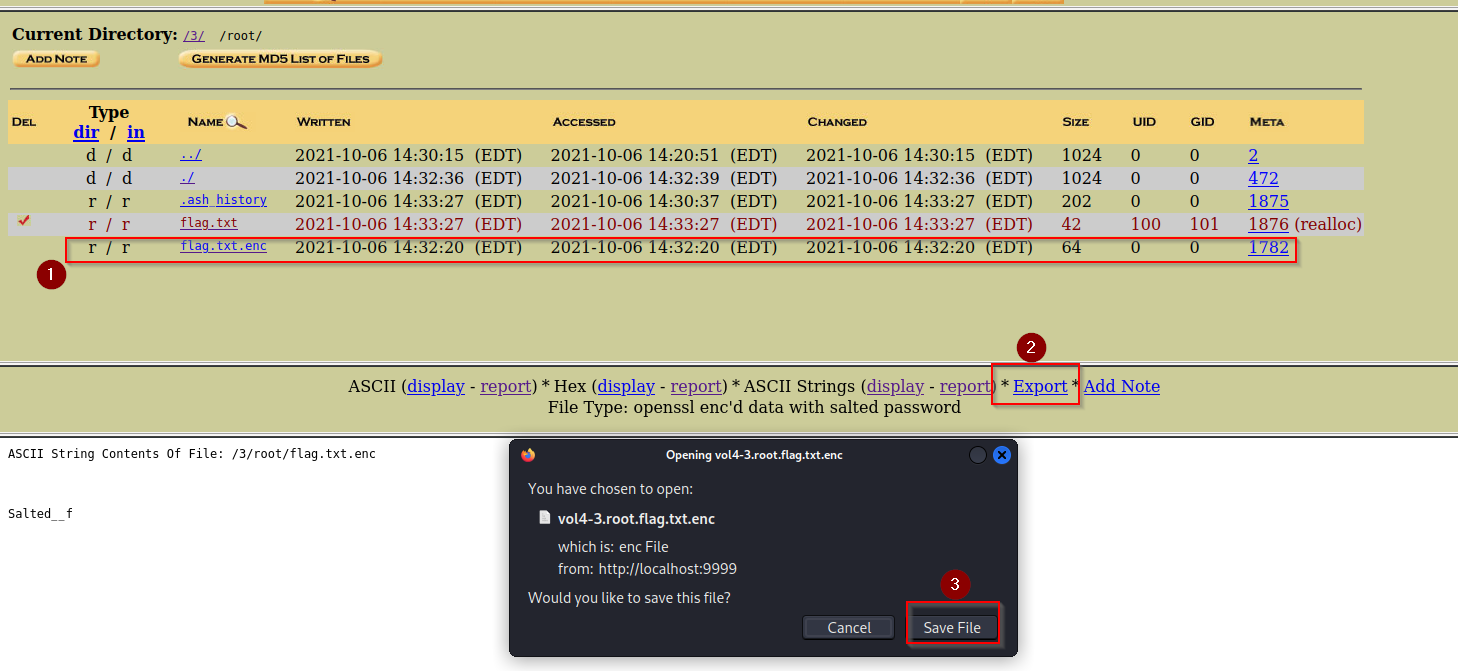 Current Directory: /3/ /root/
ADD NOTE GENERATE MD5 LIST OF FILES
DEL Type dir / in NAME WRITTEN ACCESSED CHANGED SIZE UID GID META
d / d ../ 2021-10-06 14:30:15 (EDT) 2021-10-06 14:20:51 (EDT) 2021-10-06 14:30:15 (EDT) 1024 0 0 2
d / d ./ 2021-10-06 14:32:36 (EDT) 2021-10-06 14:32:39 (EDT) 2021-10-06 14:32:36 (EDT) 1024 0 0 472
r / r .ash_history 2021-10-06 14:33:27 (EDT) 2021-10-06 14:30:37 (EDT) 2021-10-06 14:33:27 (EDT) 202 0 0 1875
r / r flag.txt 2021-10-06 14:33:27 (EDT) 2021-10-06 14:33:27 (EDT) 2021-10-06 14:33:27 (EDT) 42 100 101 1876 (realloc)
r / r flag.txt.enc 2021-10-06 14:32:20 (EDT) 2021-10-06 14:32:20 (EDT) 2021-10-06 14:32:20 (EDT) 64 0 0 1782
1
2
ASCII (display - report) * Hex (display - report) * ASCII Strings (display - report) * Export * Add Note
File Type: openssl enc'd data with salted password
ASCII String Contents Of File: /3/root/flag.txt.enc
Salted__f
Opening vol4-3.root.flag.txt.enc
You have chosen to open:
vol4-3.root.flag.txt.enc
which is: enc File
from: http://localhost:9999
Would you like to save this file?
3
Cancel Save File